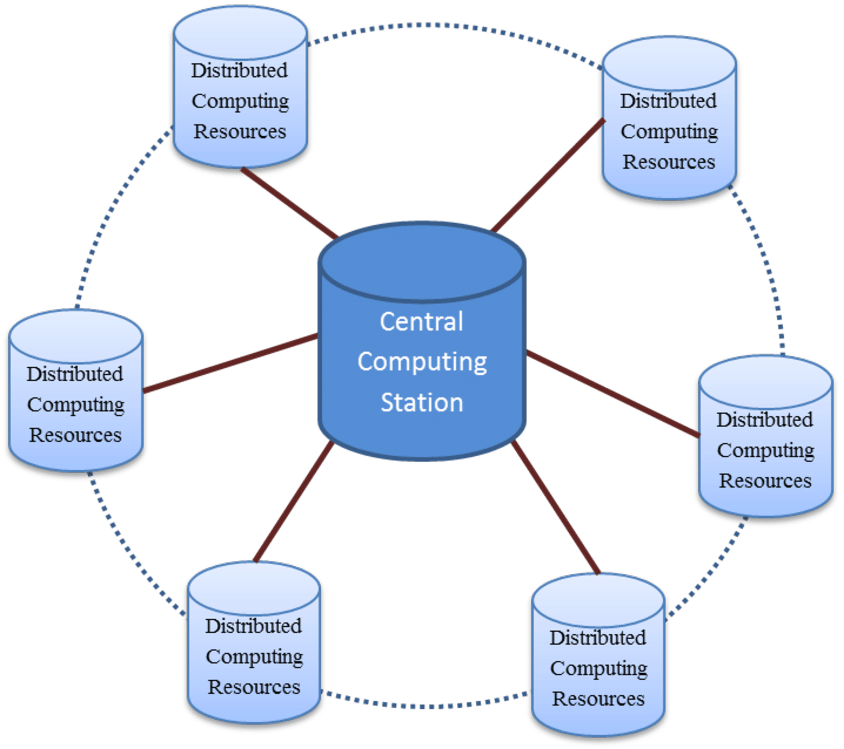 Distributed
Computing
Resources
Distributed
Computing
Resources
Central
Computing
Station
Distributed
Computing
Resources
Distributed
Computing
Resources
Distributed
Computing
Resources
Distributed
Computing
Resources